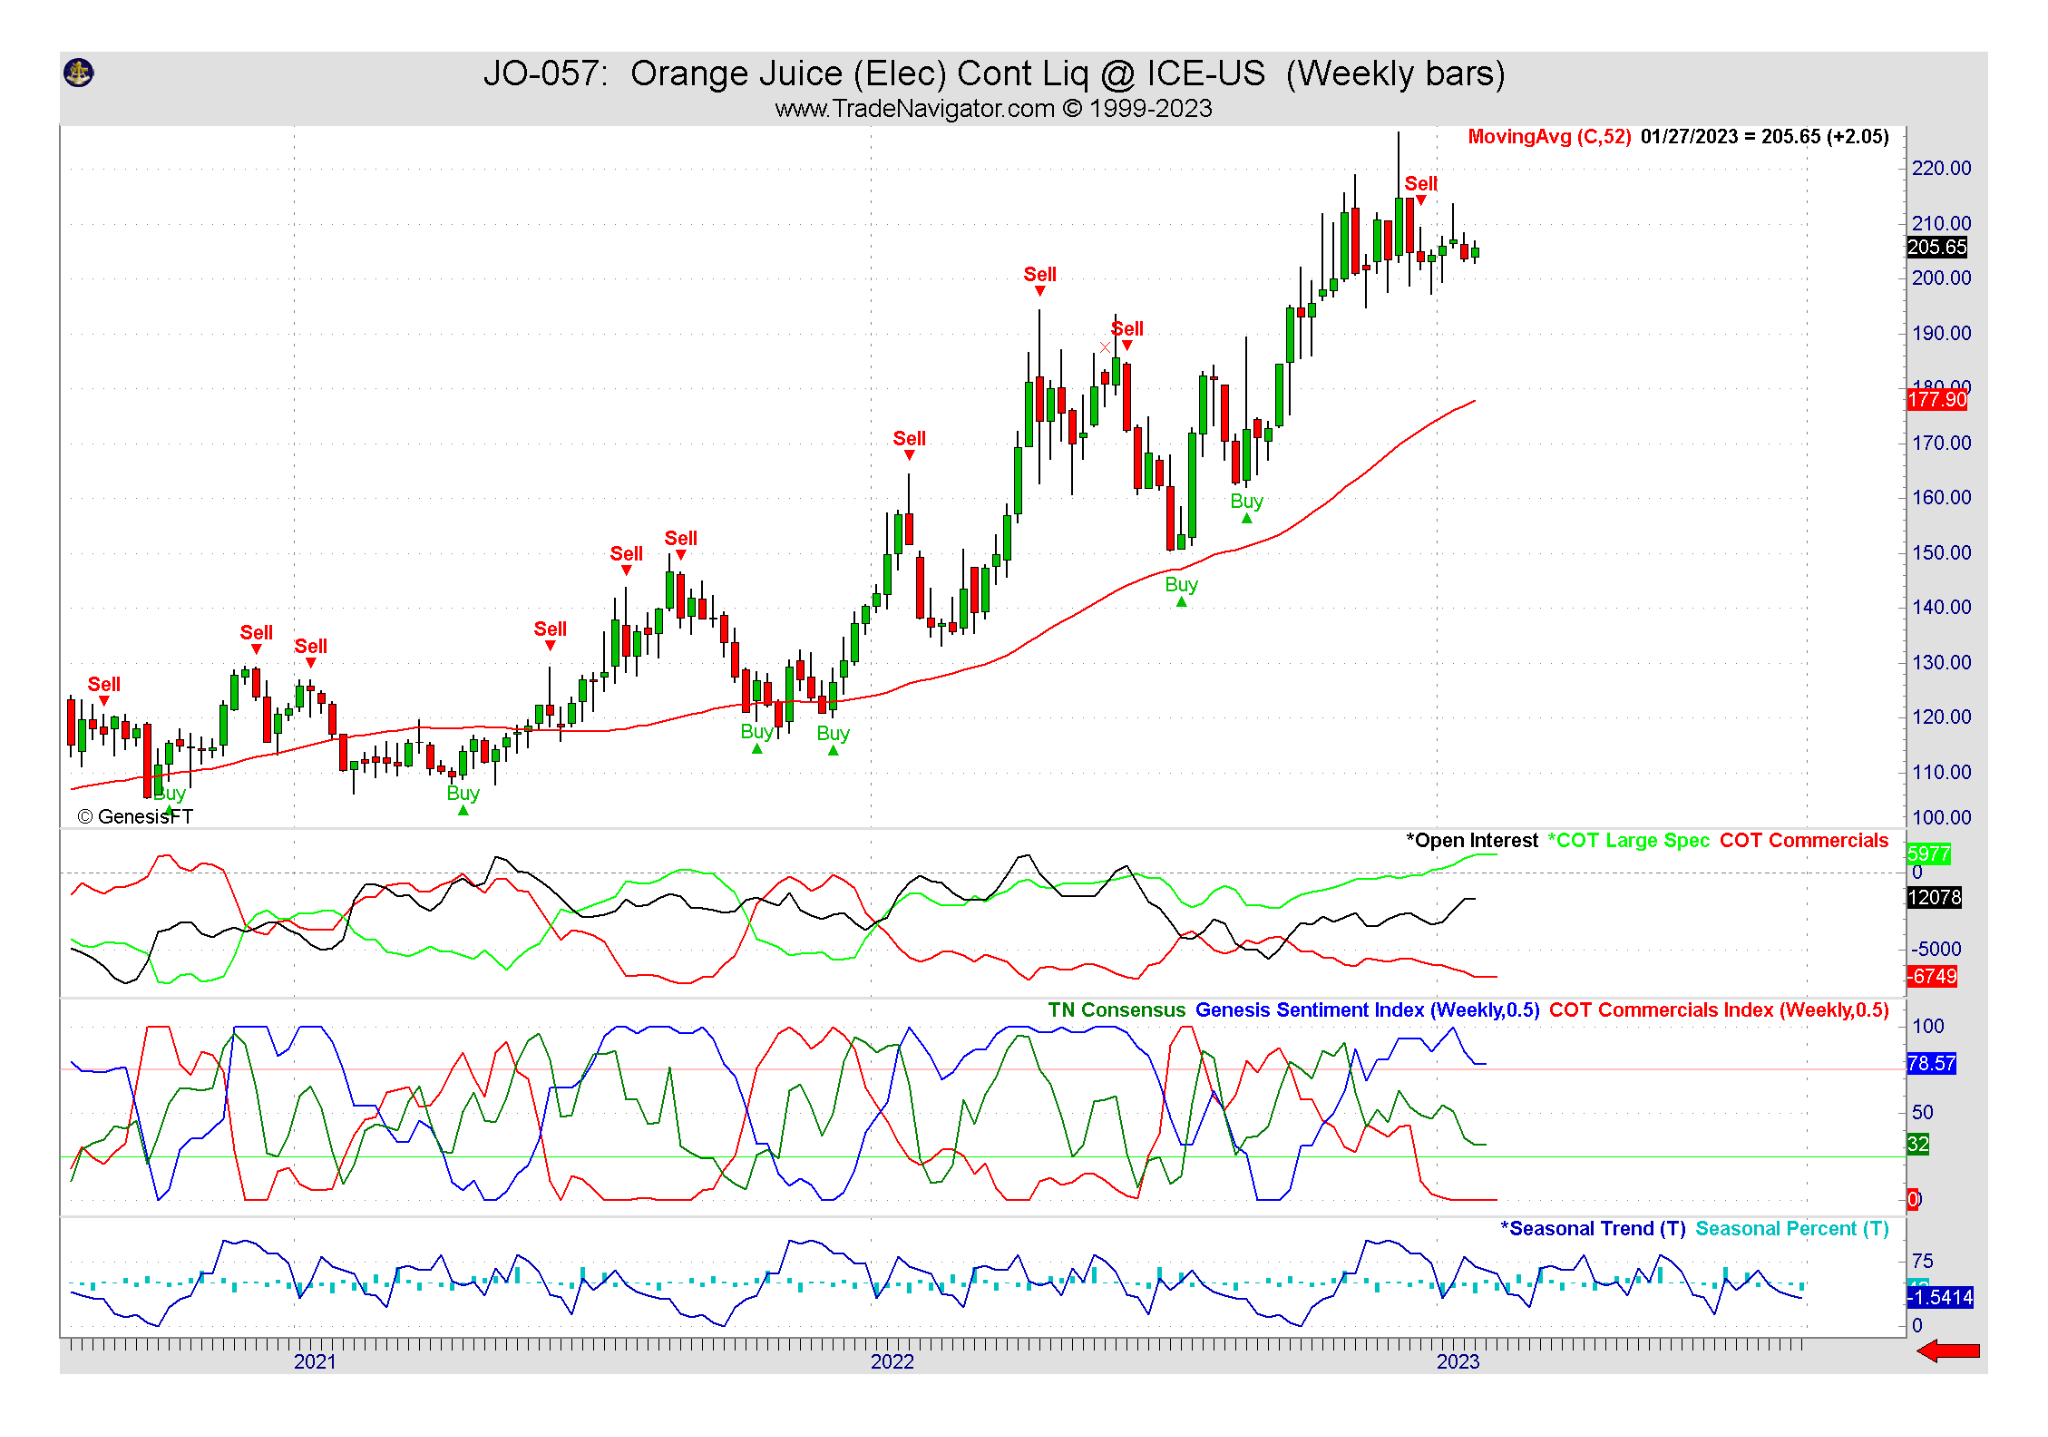 JO-057:  Orange Juice (Elec) Cont Liq @ ICE-US  (Weekly bars)
www.TradeNavigator.com © 1999-2023
MovingAvg (C,52) 01/27/2023 = 205.65 (+2.05)
220.00
Sell
210.00
205.65
Sell
200.00
Sell
190.00
180.00
177.90
Sell
170.00
Buy
160.00
Sell
Sell
150.00
Buy
140.00
Sell
Sell
Sell
130.00
Sell
120.00
Buy
Buy
110.00
Buy
Buy
© GenesisFT
100.00
*Open Interest *COT Large Spec COT Commercials
5977
0
12078
-5000
-6749
TN Consensus Genesis Sentiment Index (Weekly,0.5) COT Commercials Index (Weekly,0.5)
100
78.57
50
32
0
*Seasonal Trend (T) Seasonal Percent (T)
75
-1.5414
0
2021 2022 2023